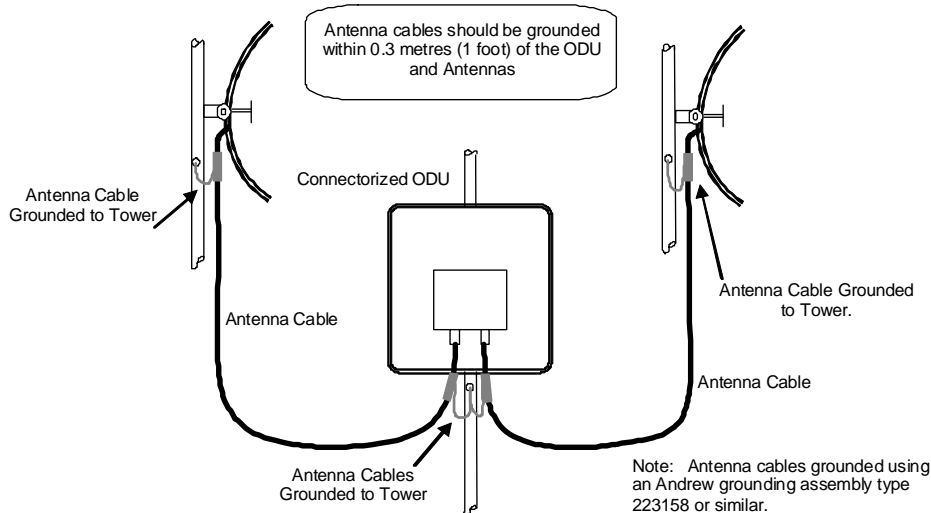 Antenna cables should be grounded
within 0.3 metres (1 foot) of the ODU
and Antennas
Connectorized ODU
Antenna Cable
Grounded to Tower
Antenna Cable Grounded
to Tower.
Antenna Cable
Antenna Cable
Antenna Cables
Grounded to Tower
Note: Antenna cables grounded using
an Andrew grounding assembly type
223158 or similar.